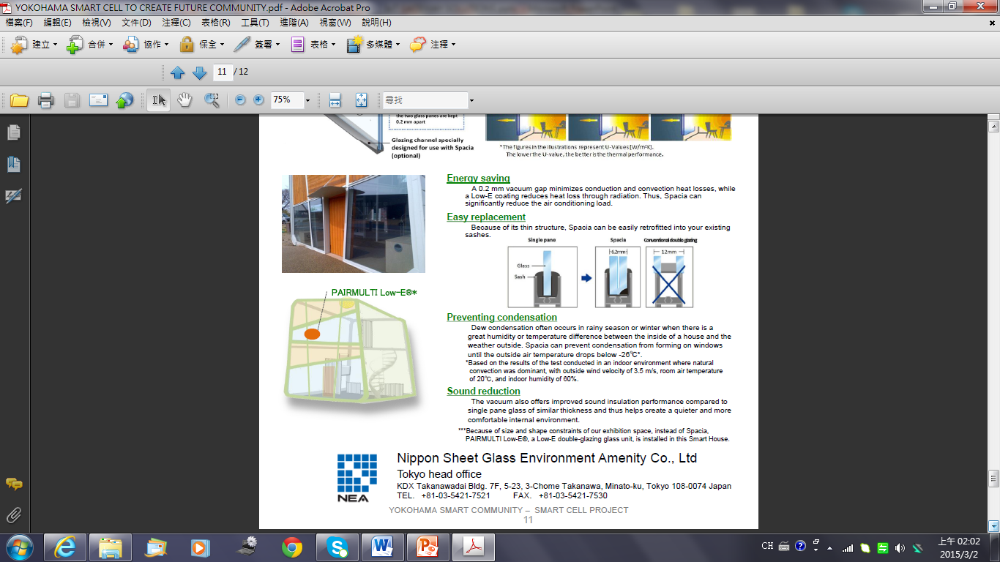 YOKOHAMA SMART CELL TO CREATE FUTURE COMMUNITY.pdf - Adobe Acrobat Pro
檔案(F) 編輯(E) 檢視(V) 文件(D) 注釋(C) 表格(R) 工具(T) 進階(A) 視窗(W) 說明(H)
建立 合併 協作 保全 簽署 表格 多媒體 注釋
11 / 12
75% 尋找
the two glass panes are kept
0.2 mm apart
Glazing channel specially
designed for use with Spacia
(optional)
*The figures in the illustrations represent U-Values [W/m²K].
The lower the U-value, the better is the thermal performance.
Energy saving
A 0.2 mm vacuum gap minimizes conduction and convection heat losses, while
a Low-E coating reduces heat loss through radiation. Thus, Spacia can
significantly reduce the air conditioning load.
Easy replacement
Because of its thin structure, Spacia can be easily retrofitted into your existing
sashes.
Single pane Spacia Conventional double glazing
6.2mm 12mm
Glass
Sash
PAIRMULTI Low-E®*
Preventing condensation
Dew condensation often occurs in rainy season or winter when there is a
great humidity or temperature difference between the inside of a house and the
weather outside. Spacia can prevent condensation from forming on windows
until the outside air temperature drops below -26℃*.
*Based on the results of the test conducted in an indoor environment where natural
convection was dominant, with outside wind velocity of 3.5 m/s, room air temperature
of 20℃, and indoor humidity of 60%.
Sound reduction
The vacuum also offers improved sound insulation performance compared to
single pane glass of similar thickness and thus helps create a quieter and more
comfortable internal environment.
***Because of size and shape constraints of our exhibition space, instead of Spacia,
PAIRMULTI Low-E®, a Low-E double-glazing glass unit, is installed in this Smart House.
NEA
Nippon Sheet Glass Environment Amenity Co., Ltd
Tokyo head office
KDX Takanawadai Bldg. 7F, 5-23, 3-Chome Takanawa, Minato-ku, Tokyo 108-0074 Japan
TEL. +81-03-5421-7521 FAX. +81-03-5421-7530
YOKOHAMA SMART COMMUNITY – SMART CELL PROJECT
11
CH
上午 02:02
2015/3/2